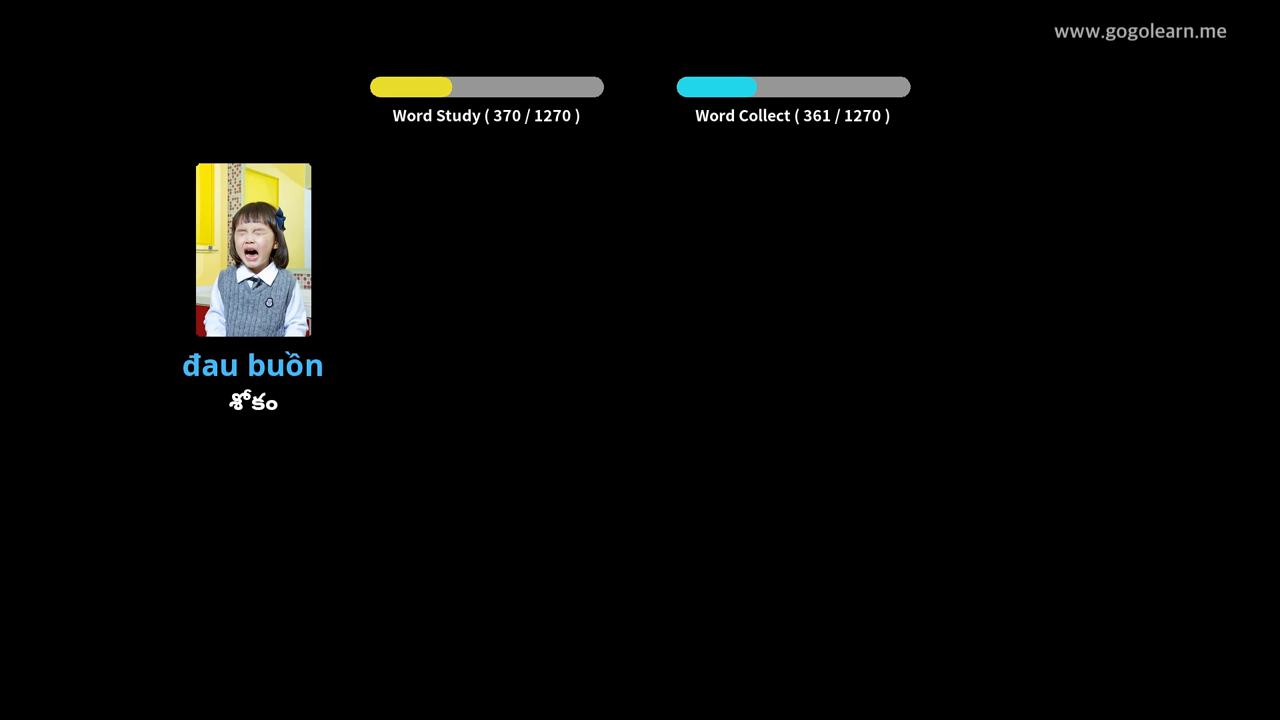 www.gogolearn.me
Word Study ( 370 / 1270 )
Word Collect ( 361 / 1270 )
đau buồn
శోకం